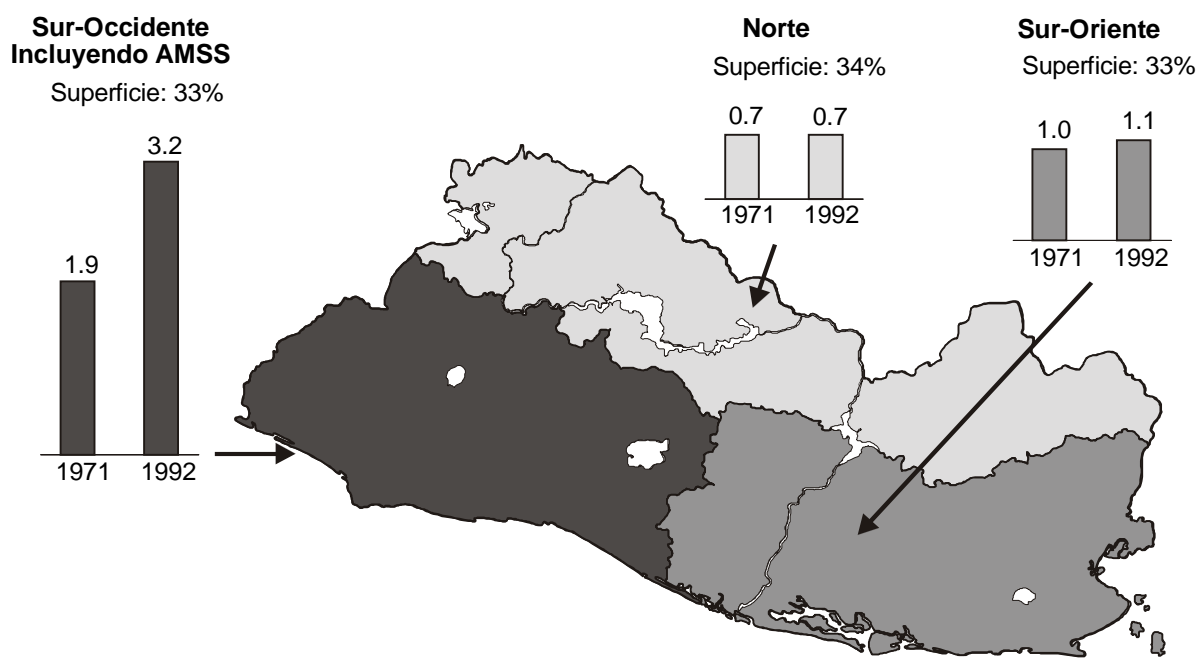 Sur-Occidente
Incluyendo AMSS
Superficie: 33%
3.2
1.9
1971 1992
Norte
Superficie: 34%
0.7 0.7
1971 1992
Sur-Oriente
Superficie: 33%
1.0 1.1
1971 1992